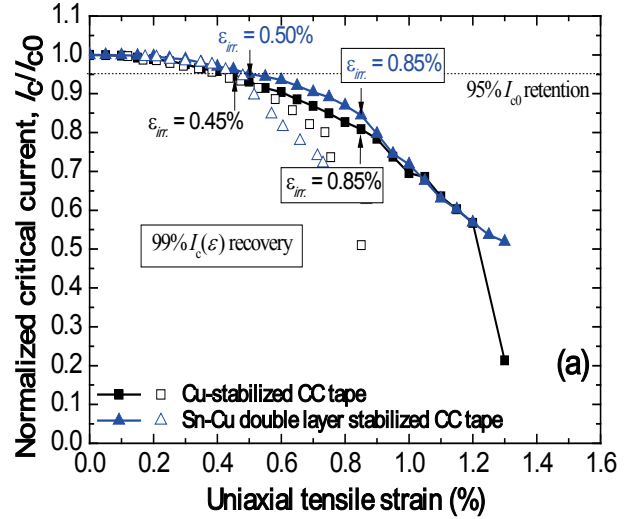 Normalized critical current, Ic//c0
1.0
0.9
0.8
0.7
0.6
0.5
0.4
0.3
0.2
0.1
0.0
εirr. = 0.50%
εirr. = 0.85%
95% Ic0 retention
εirr. = 0.45%
εirr. = 0.85%
99% Ic(ε) recovery
(a)
Cu-stabilized CC tape
Sn-Cu double layer stabilized CC tape
0.0 0.2 0.4 0.6 0.8 1.0 1.2 1.4 1.6
Uniaxial tensile strain (%)